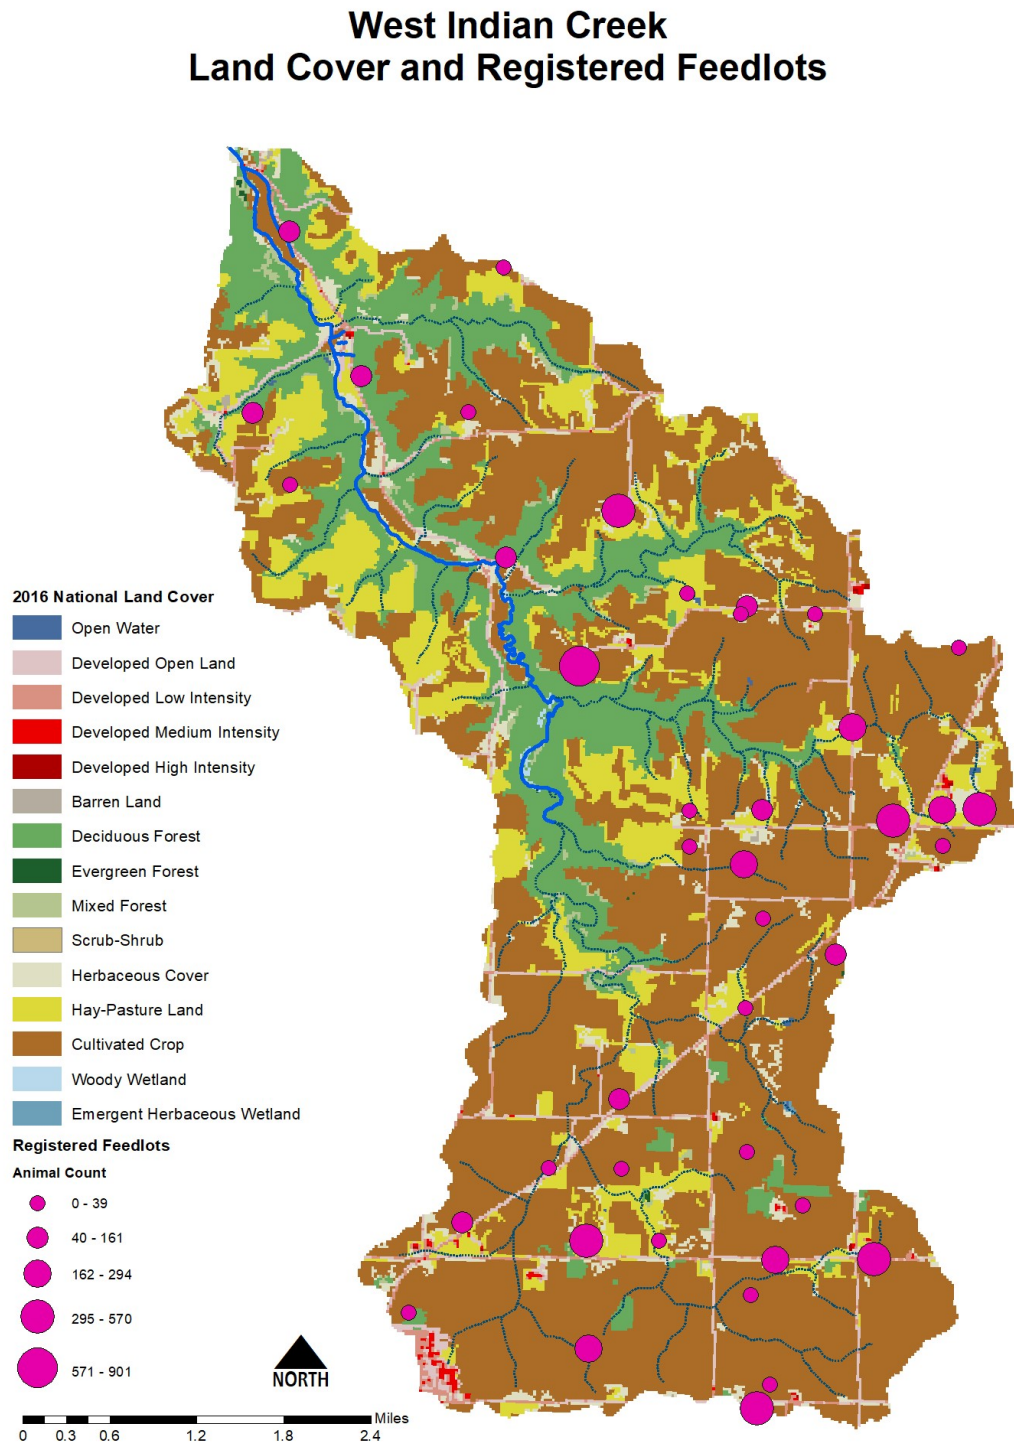 West Indian Creek
Land Cover and Registered Feedlots
2016 National Land Cover
Open Water
Developed Open Land
Developed Low Intensity
Developed Medium Intensity
Developed High Intensity
Barren Land
Deciduous Forest
Evergreen Forest
Mixed Forest
Scrub-Shrub
Herbaceous Cover
Hay-Pasture Land
Cultivated Crop
Woody Wetland
Emergent Herbaceous Wetland
Registered Feedlots
Animal Count
0 - 39
40 - 161
162 - 294
295 - 570
571 - 901
NORTH
Miles
0 0.3 0.6 1.2 1.8 2.4